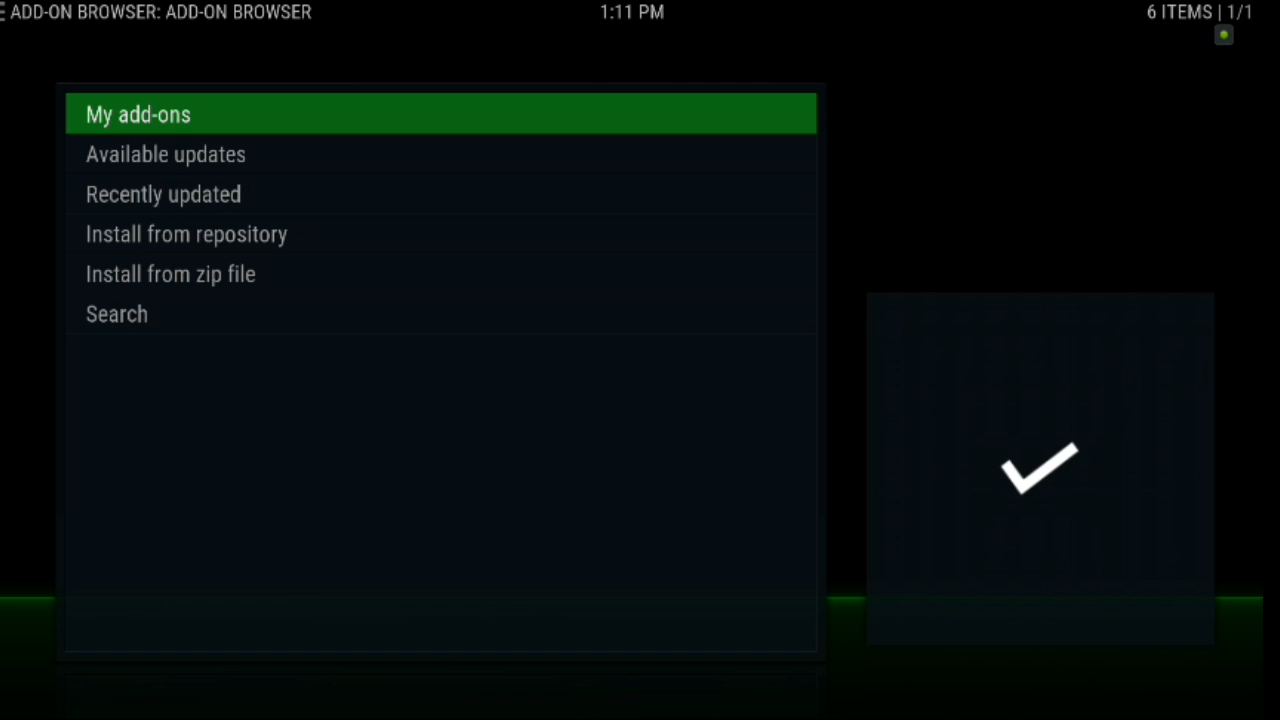 ADD-ON BROWSER: ADD-ON BROWSER
1:11 PM
6 ITEMS | 1/1
My add-ons
Available updates
Recently updated
Install from repository
Install from zip file
Search